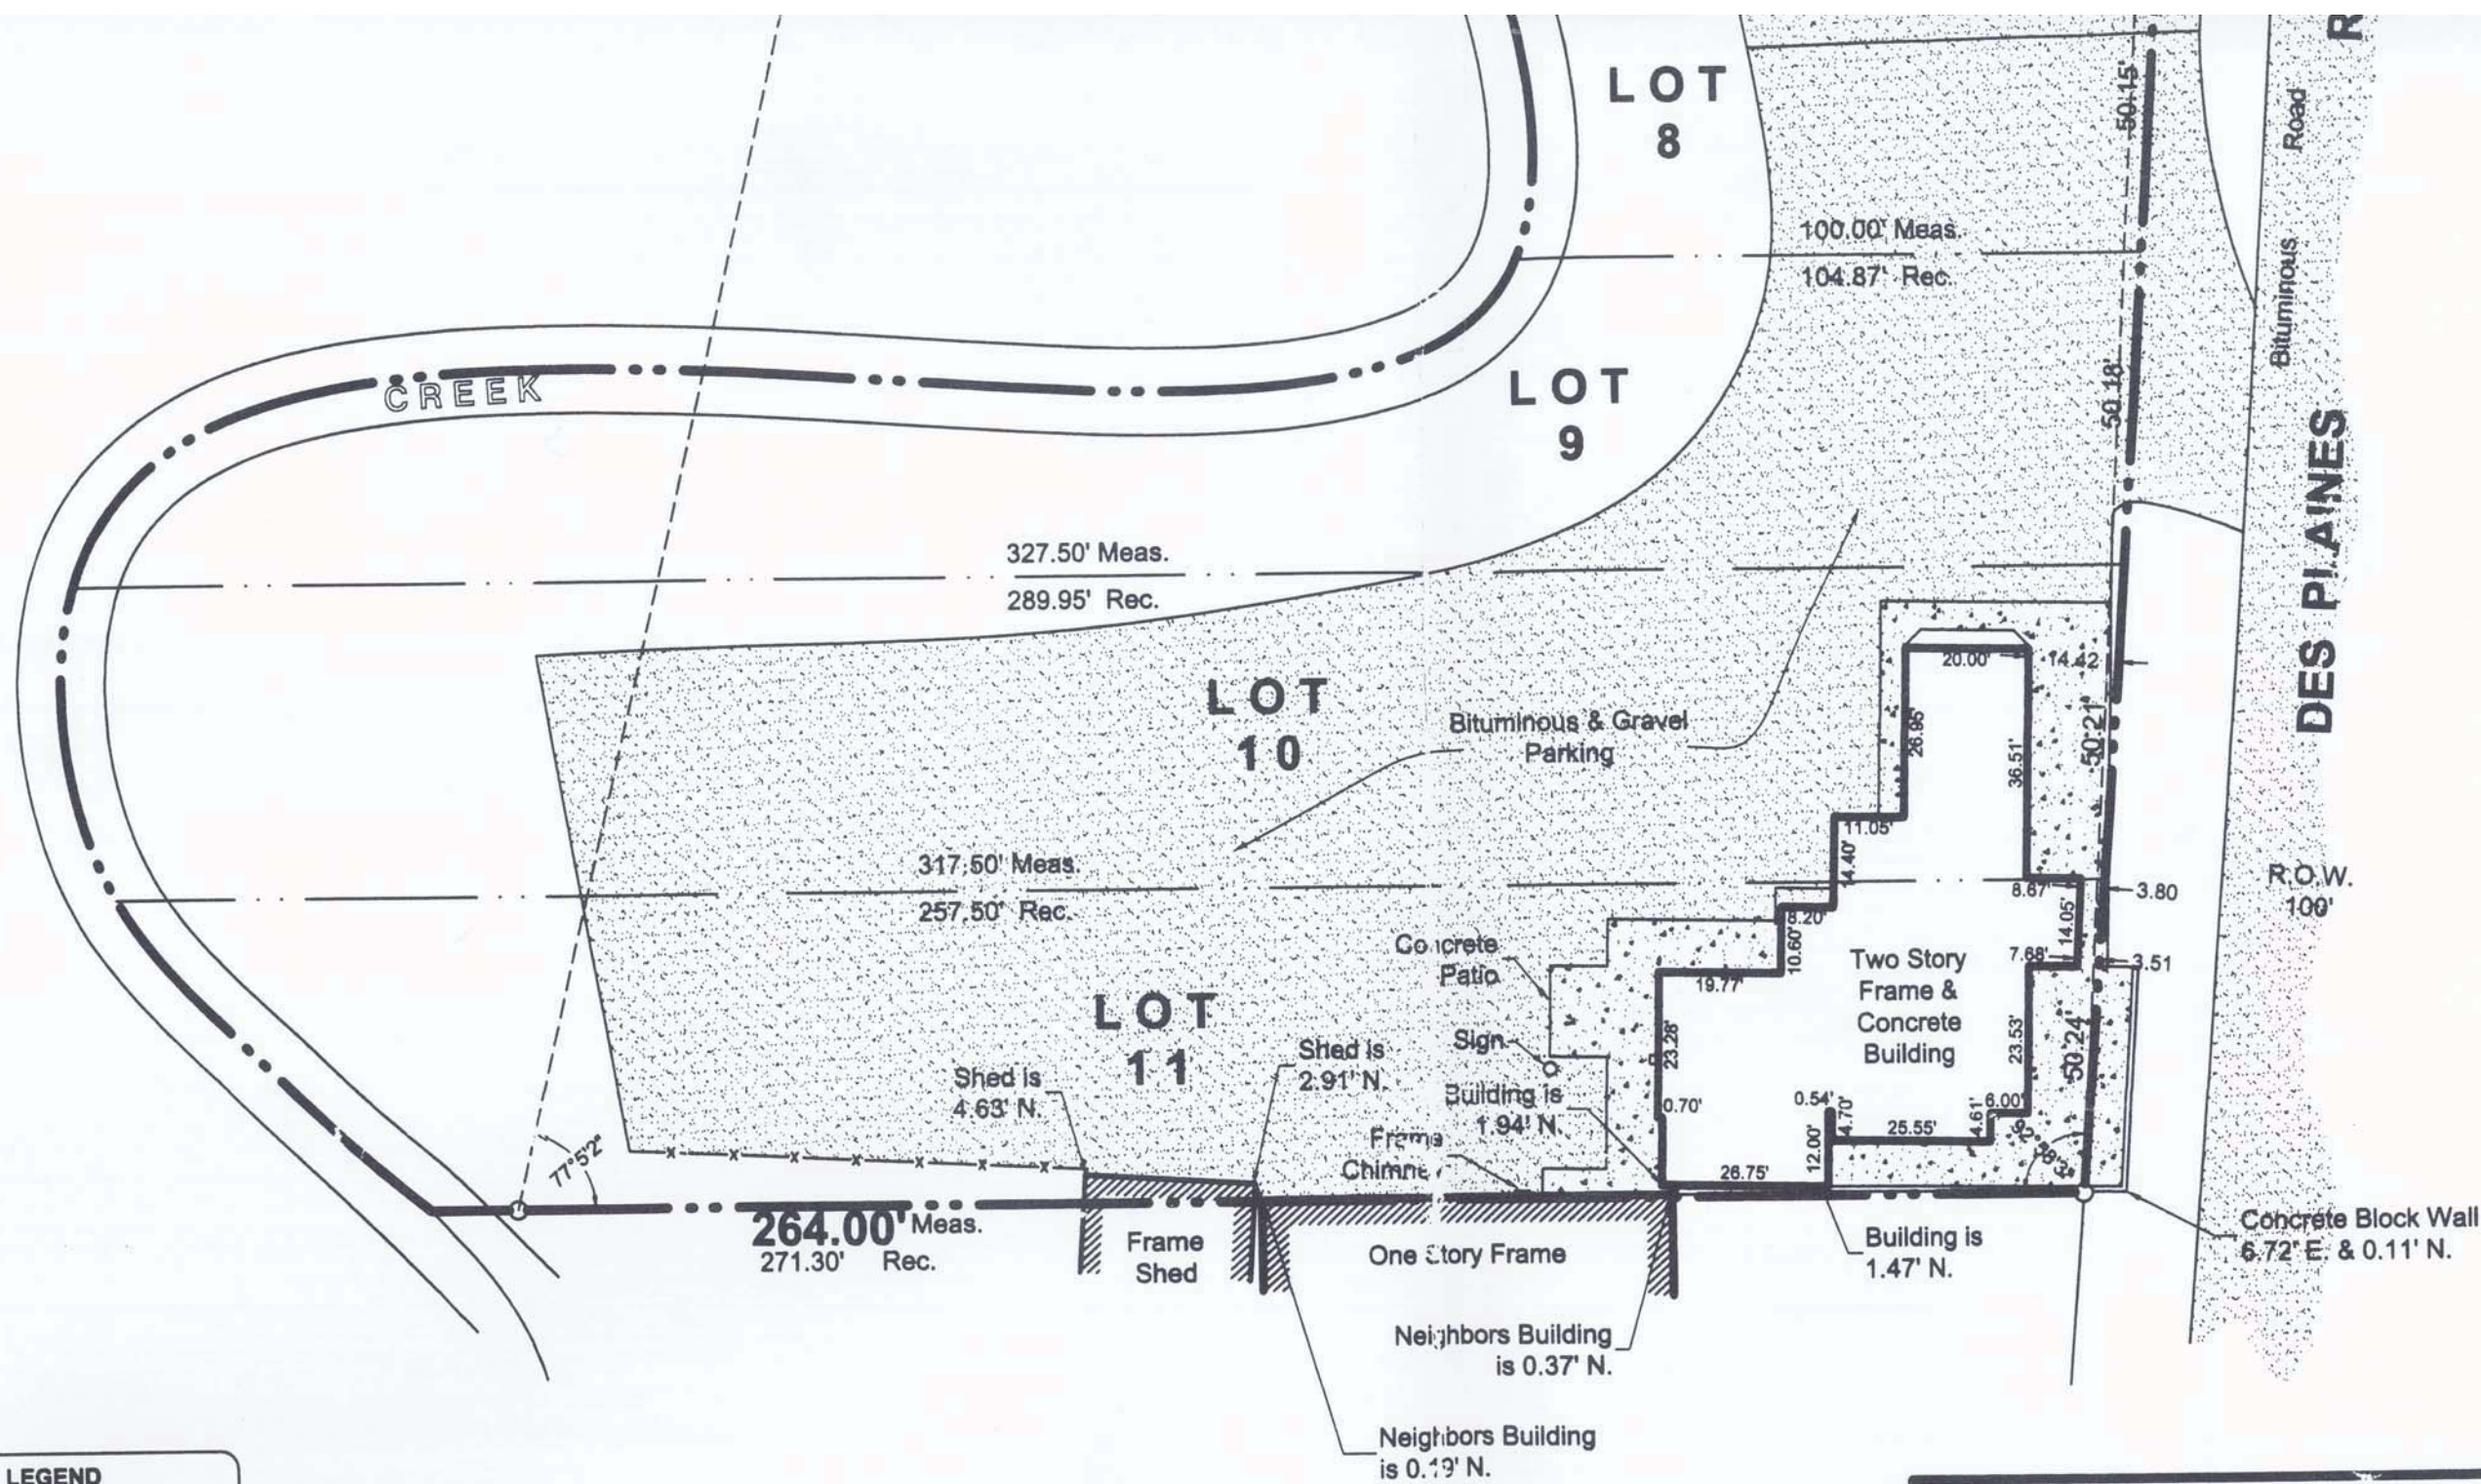 R
LOT
8
50.15'
Road
Bituminous
100.00' Meas.
104.87' Rec.
CREEK
LOT
9
50.18'
DES PLAINES
327.50' Meas.
289.95' Rec.
LOT
10
Bituminous & Gravel
Parking
20.00'
14.42
26.95'
36.51'
50.21'
11.05'
14.40'
317.50' Meas.
257.50' Rec.
8.67'
3.80
R.O.W.
100'
8.20'
14.05'
Concrete
Patio
10.60'
7.68'
3.51
19.77'
Two Story
Frame &
Concrete
Building
LOT
11
Sign
23.28'
23.53'
50.24'
Shed is
4.63' N.
Shed is
2.91' N.
Building is
1.94' N.
0.70'
0.54'
4.70'
25.55'
4.61'
6.00'
Frame
Chimney
12.00'
26.75'
77°5'2"
264.00' Meas.
271.30' Rec.
Frame
Shed
One Story Frame
Building is
1.47' N.
Concrete Block Wall
6.72' E. & 0.11' N.
Neighbors Building
is 0.37' N.
Neighbors Building
is 0.19' N.
LEGEND